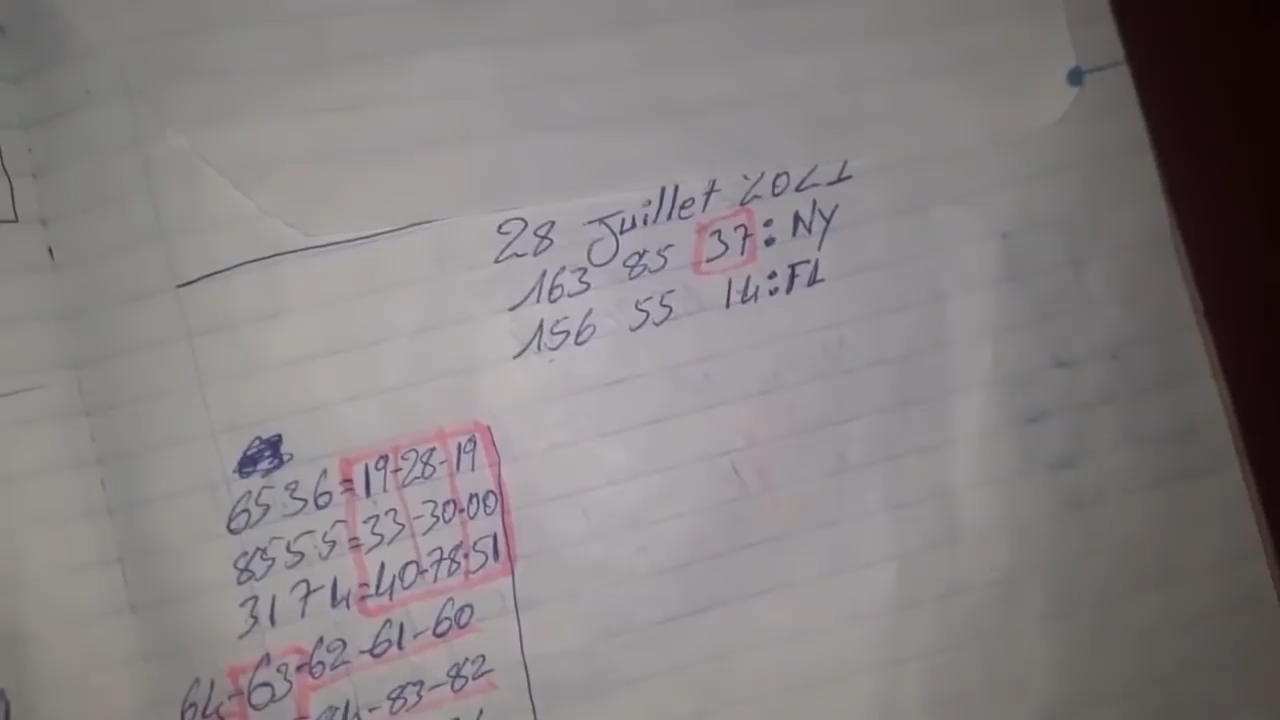 28 Juillet 2021
163 85 37: NY
156 55 14: FL
6536=19-28-19
8555=33-30-00
3174=40-78-51
64-63-62-61-60
84-83-82